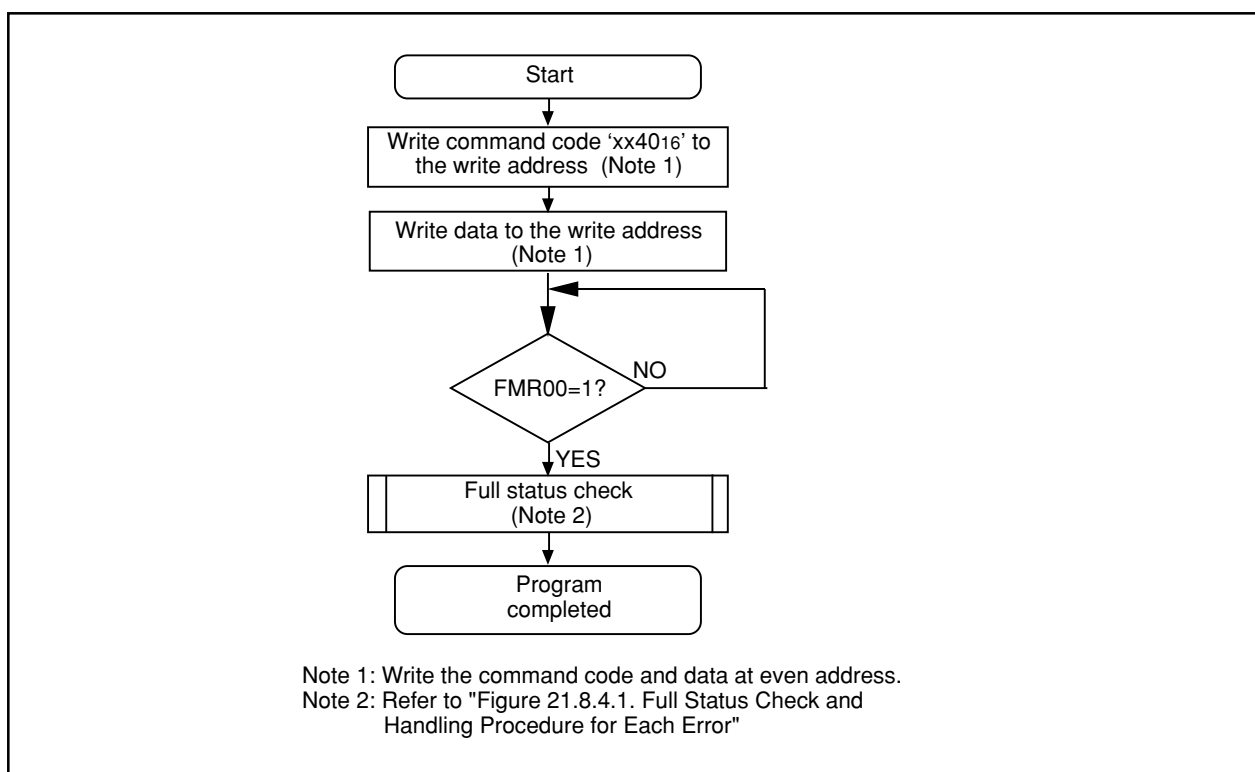 Start
Write command code ‘xx4016’ to
the write address (Note 1)
Write data to the write address
(Note 1)
FMR00=1?
NO
YES
Full status check
(Note 2)
Program
completed
Note 1: Write the command code and data at even address.
Note 2: Refer to "Figure 21.8.4.1. Full Status Check and
Handling Procedure for Each Error"